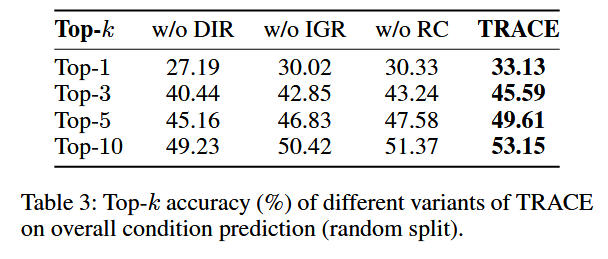 Top-k w/o DIR w/o IGR w/o RC TRACE
Top-1 27.19 30.02 30.33 33.13
Top-3 40.44 42.85 43.24 45.59
Top-5 45.16 46.83 47.58 49.61
Top-10 49.23 50.42 51.37 53.15
Table 3: Top-k accuracy (%) of different variants of TRACE
on overall condition prediction (random split).